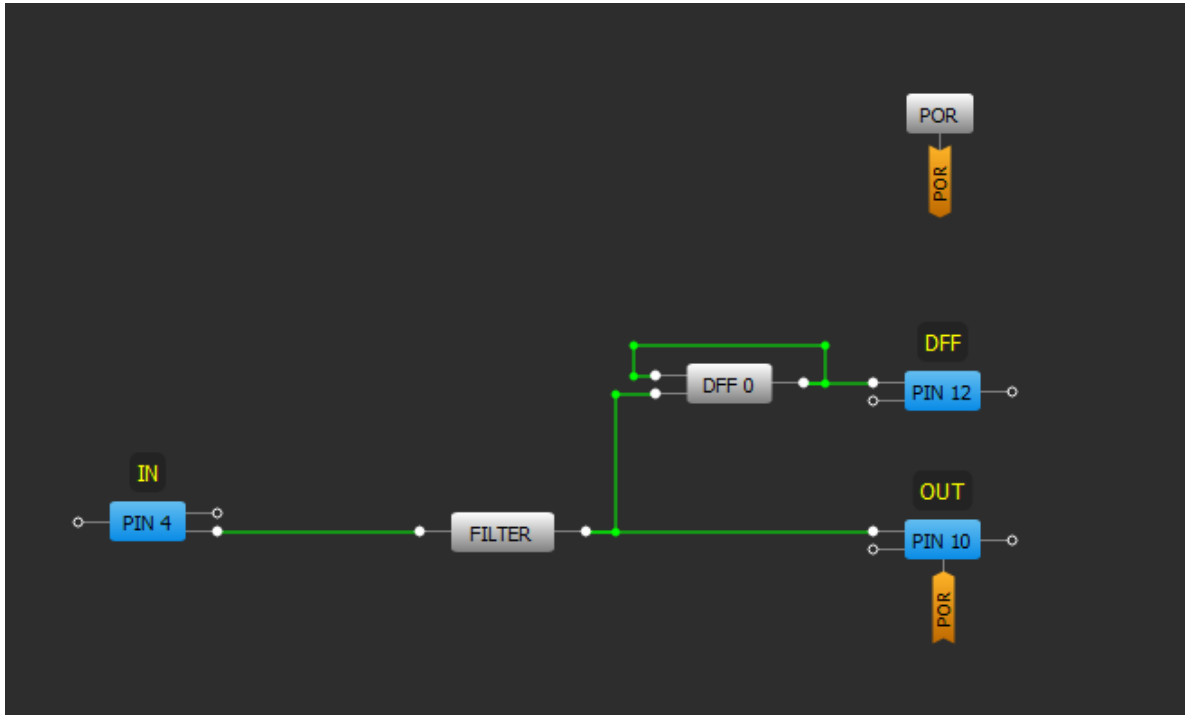 POR
POR
DFF
DFF 0
PIN 12
IN
OUT
PIN 4
FILTER
PIN 10
POR